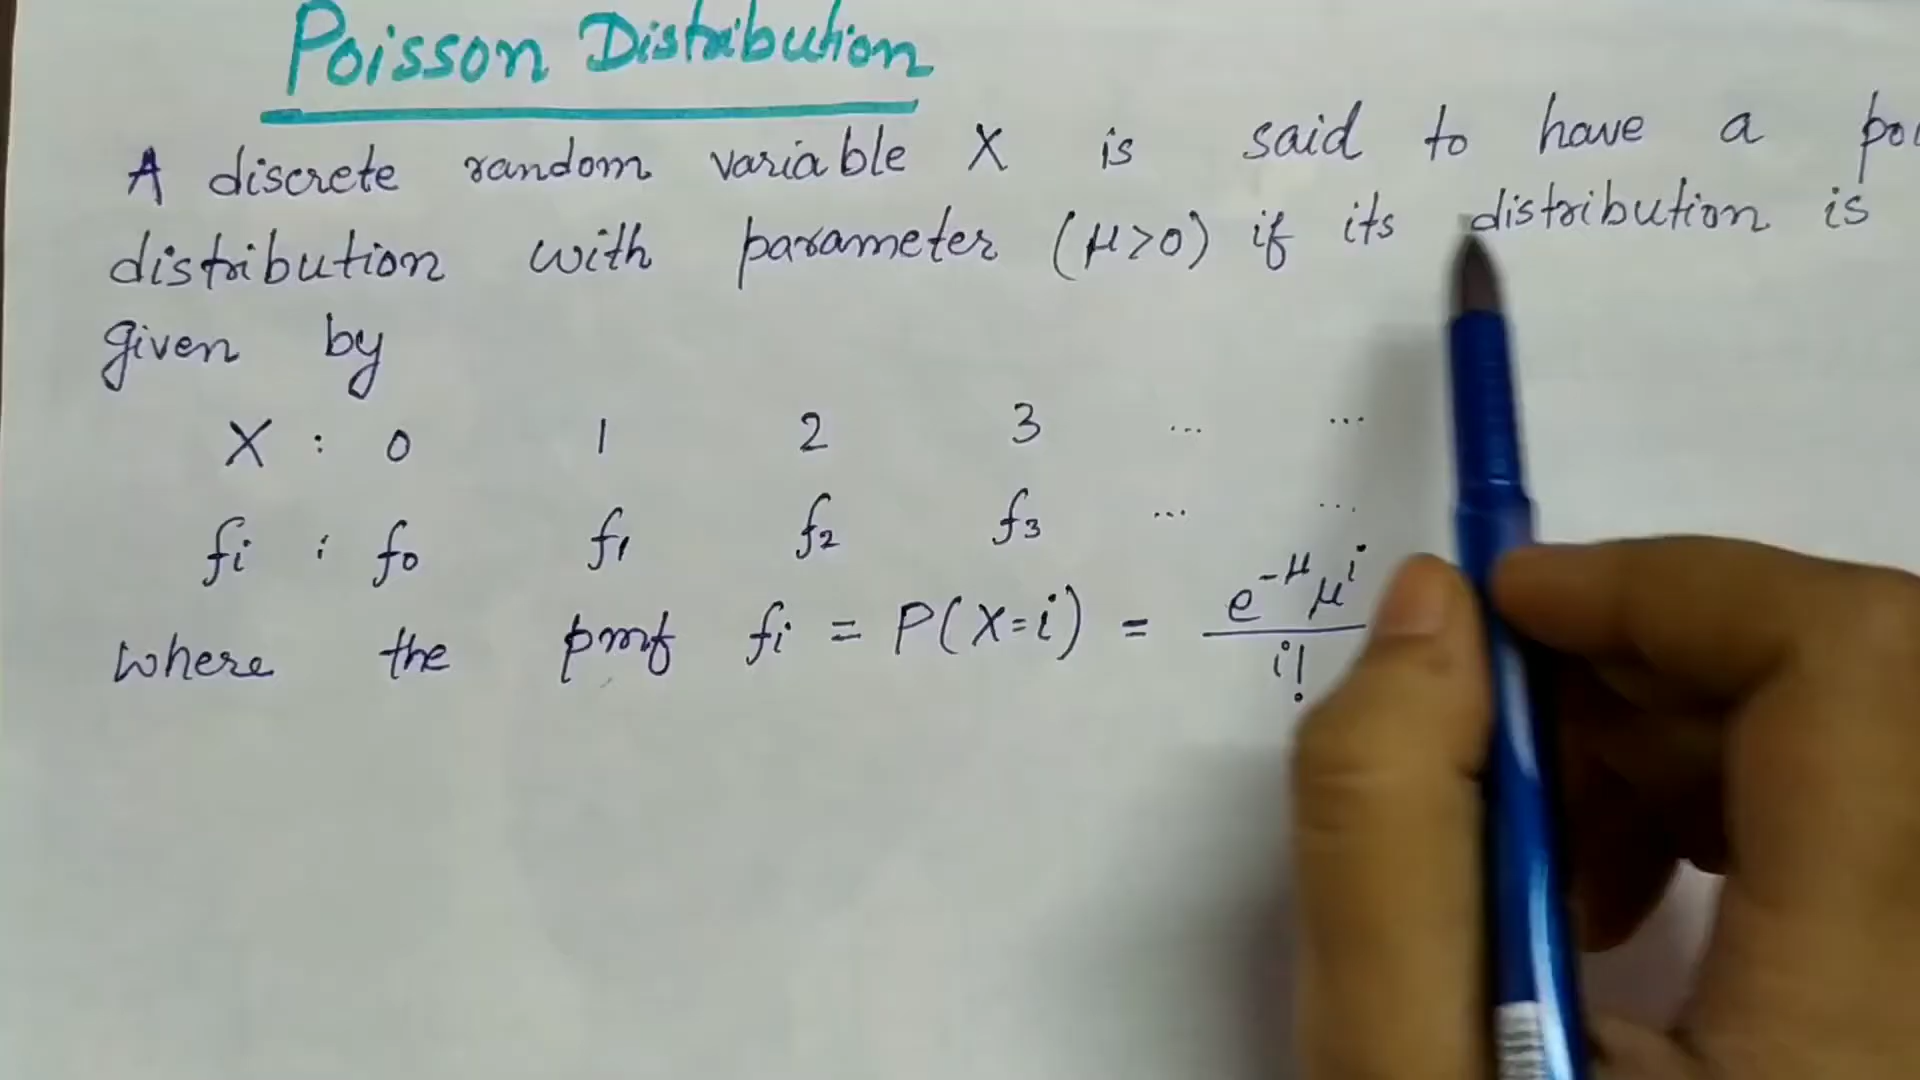 Poisson Distribution
A discrete random variable X is said to have a poi
distribution with parameter (μ>0) if its distribution is
given by
X : 0 1 2 3 ... ...
fi : f0 f1 f2 f3 ... ...
where the pmf fi = P(X=i) = e^-μ μ^i / i!